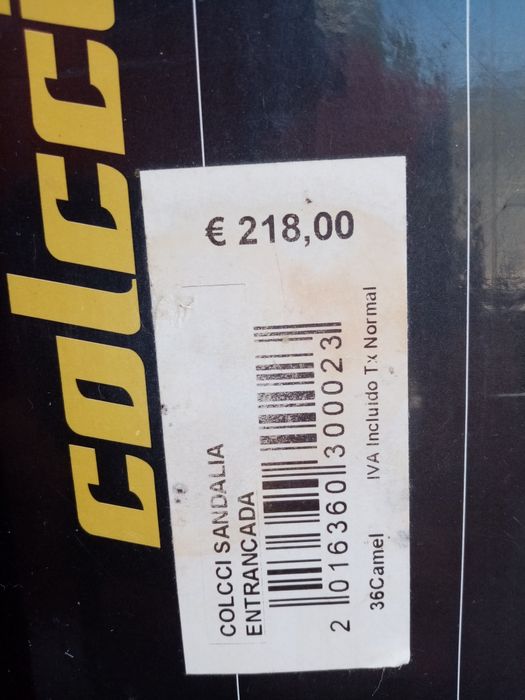 colcci
€ 218,00
COLCCI SANDALIA
ENTRANCADA
2 016360 300023
36Camel IVA Incluido Tx Normal